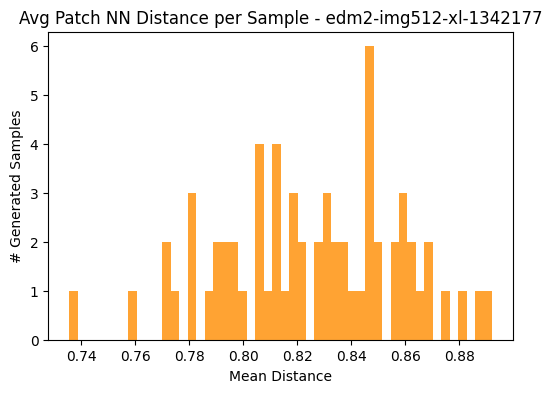 Avg Patch NN Distance per Sample - edm2-img512-xl-1342177
6
5
4
3
2
1
0
# Generated Samples
0.74 0.76 0.78 0.80 0.82 0.84 0.86 0.88
Mean Distance